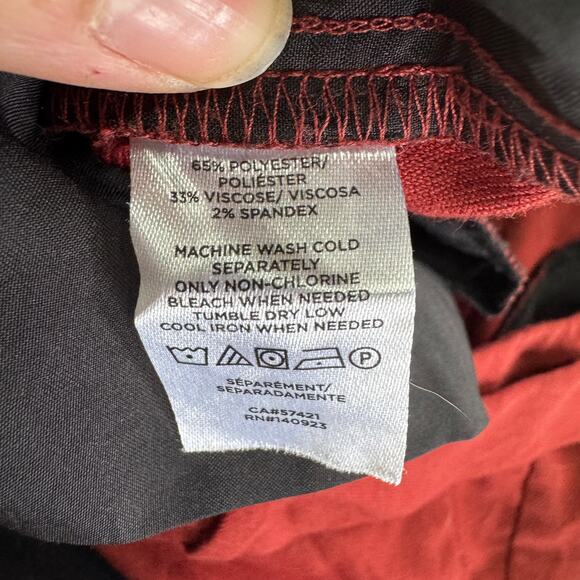 65% POLYESTER/
POLIÉSTER
33% VISCOSE/ VISCOSA
2% SPANDEX
MACHINE WASH COLD
SEPARATELY
ONLY NON-CHLORINE
BLEACH WHEN NEEDED
TUMBLE DRY LOW
COOL IRON WHEN NEEDED
P
SÉPARÉMENT/
SEPARADAMENTE
CA#57421
RN#140923